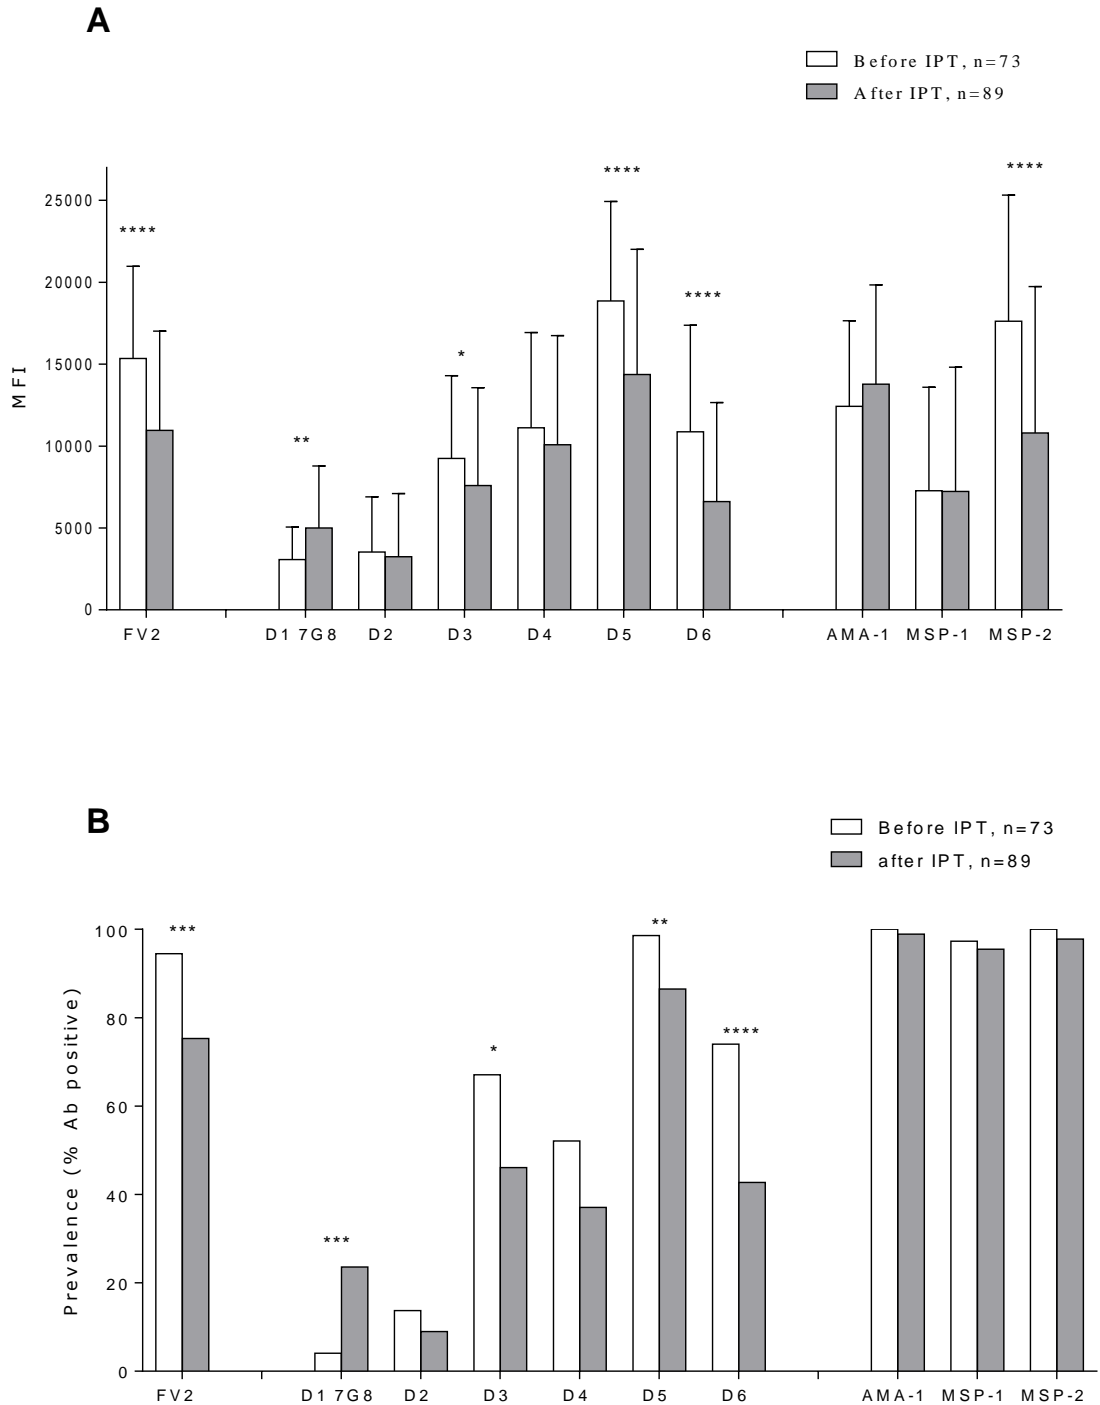 A
Before IPT, n=73
After IPT, n=89
**** ****
****
25000
****
20000
*
15000
**
10000
5000
0
MFI
FV2 D1 7G8 D2 D3 D4 D5 D6 AMA-1 MSP-1 MSP-2
B
Before IPT, n=73
after IPT, n=89
*** **
100
****
*
80
60
40
***
20
0
Prevalence (% Ab positive)
FV2 D1 7G8 D2 D3 D4 D5 D6 AMA-1 MSP-1 MSP-2